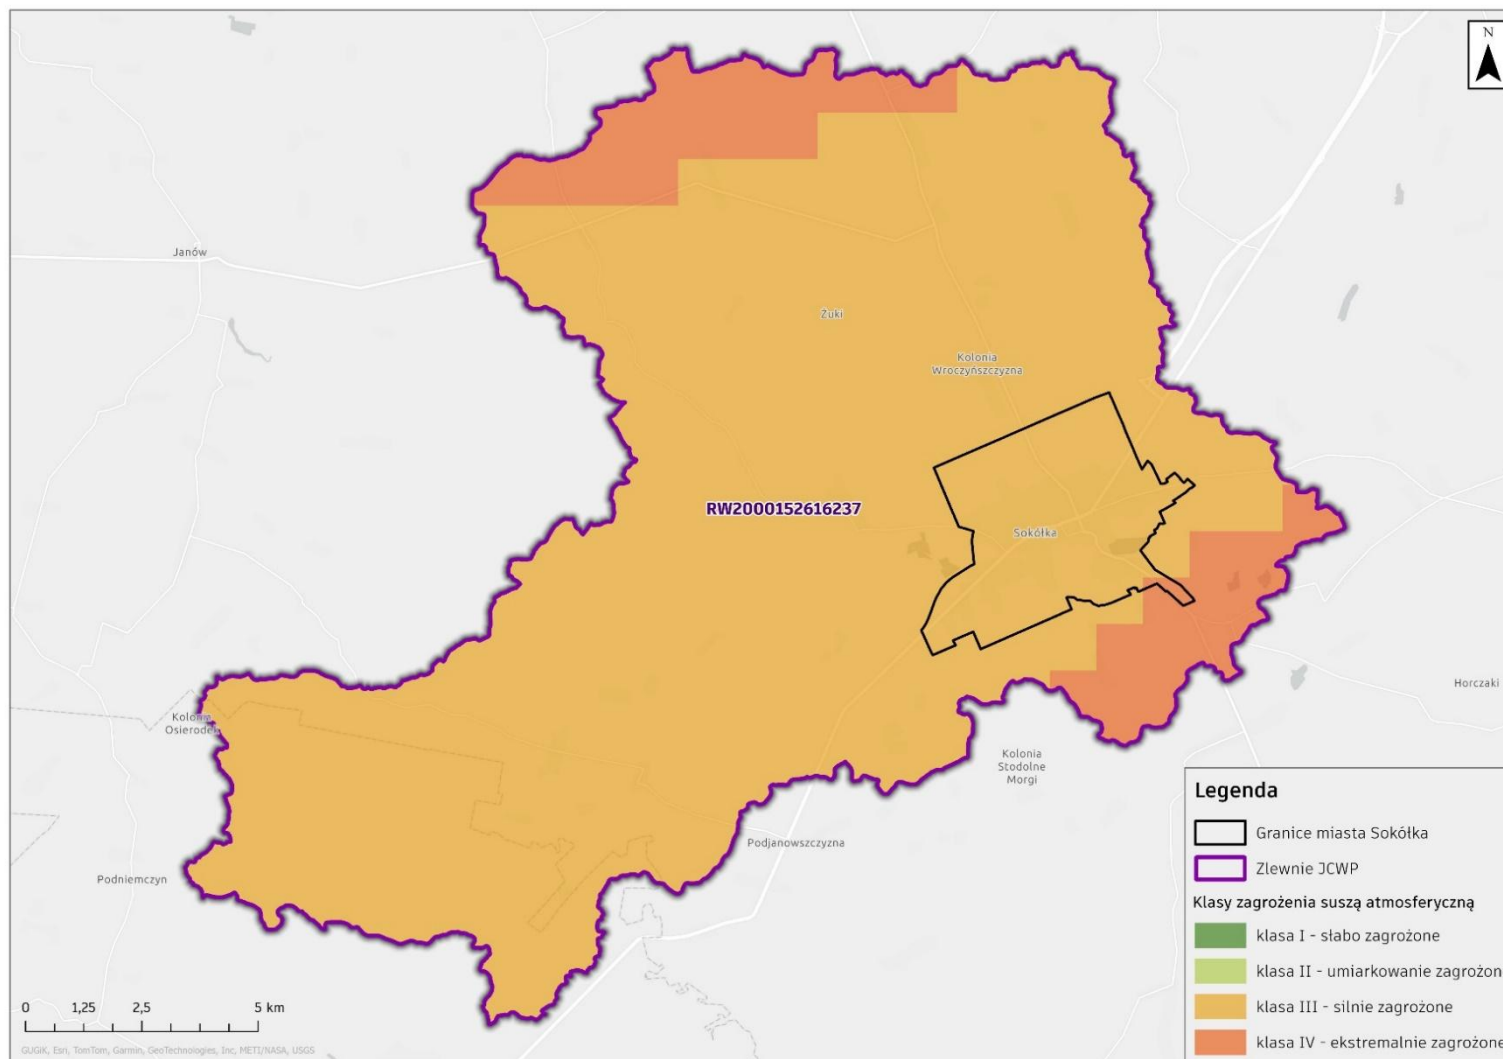 N
Janów
Żuki
Kolonia
Wroczyńszczyzna
RW2000152616237
Sokółka
Horczaki
Kolonia
Osierodek
Kolonia
Stodolne
Morgi
Podjanowszczyzna
Podniemczyn
Legenda
Granice miasta Sokółka
Zlewnie JCWP
Klasy zagrożenia suszą atmosferyczną
klasa I - słabo zagrożone
klasa II - umiarkowanie zagrożon
klasa III - silnie zagrożone
klasa IV - ekstremalnie zagrożone
0 1,25 2,5 5 km
GUGiK, Esri, TomTom, Garmin, GeoTechnologies, Inc, METI/NASA, USGS